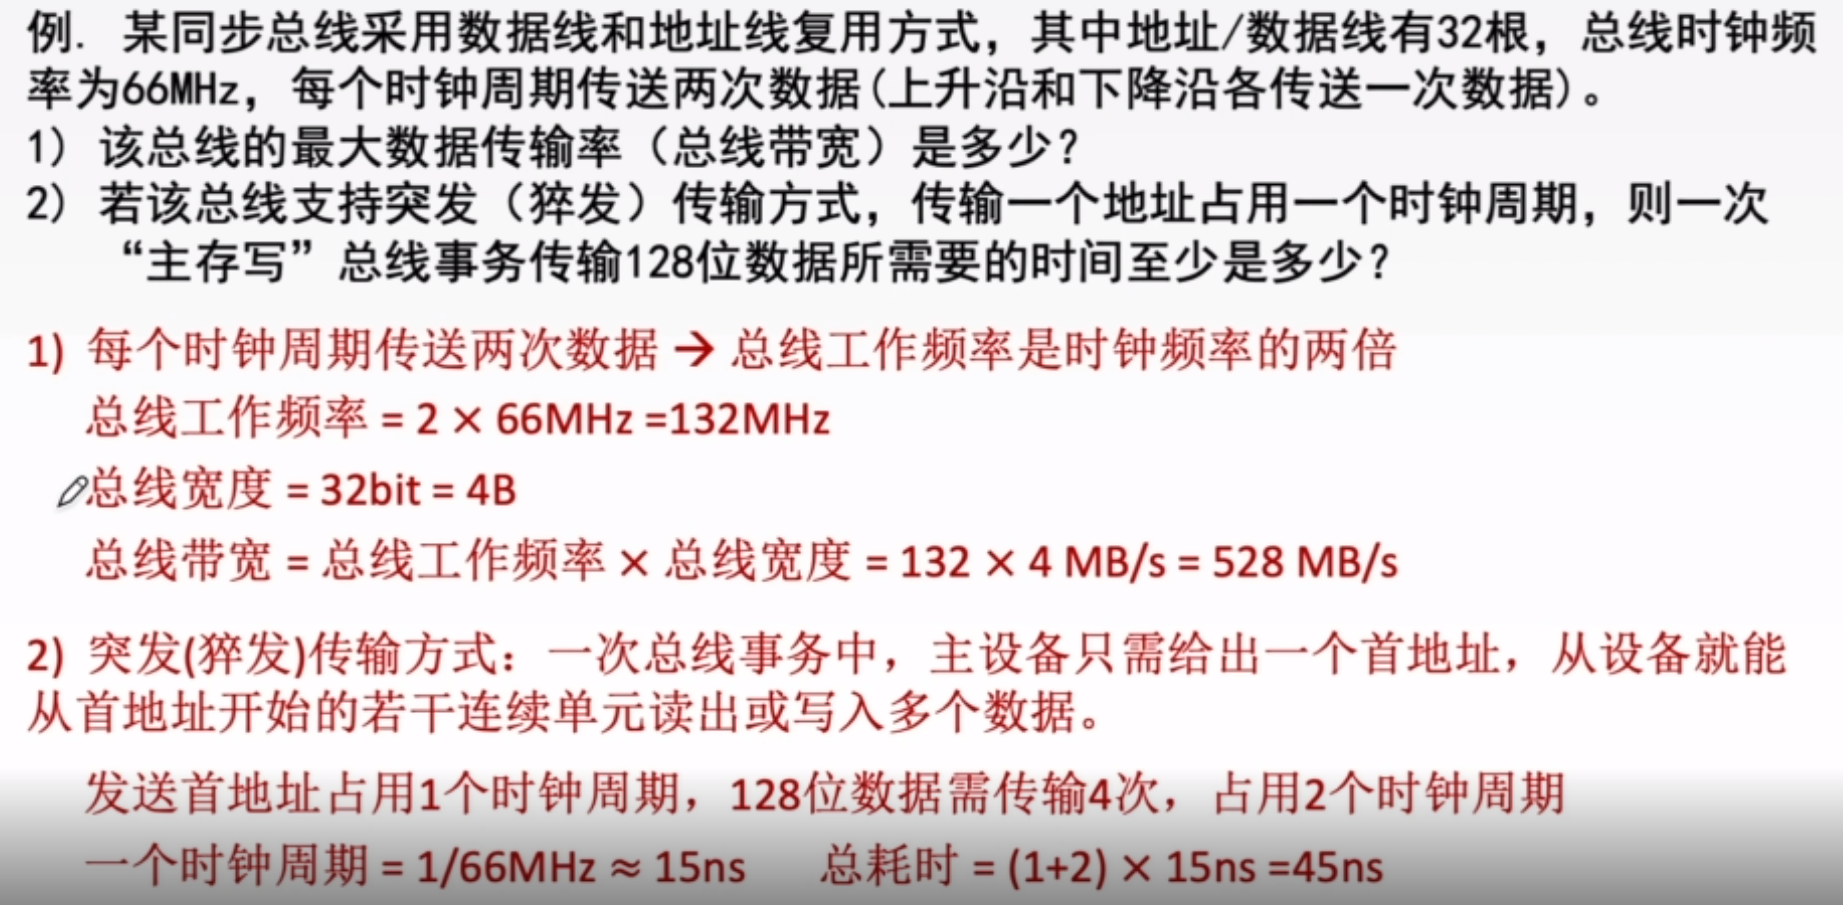 例. 某同步总线采用数据线和地址线复用方式，其中地址/数据线有32根，总线时钟频
率为66MHz，每个时钟周期传送两次数据(上升沿和下降沿各传送一次数据)。
1) 该总线的最大数据传输率（总线带宽）是多少？
2) 若该总线支持突发（猝发）传输方式，传输一个地址占用一个时钟周期，则一次
“主存写”总线事务传输128位数据所需要的时间至少是多少？
1) 每个时钟周期传送两次数据 → 总线工作频率是时钟频率的两倍
总线工作频率 = 2 × 66MHz =132MHz
总线宽度 = 32bit = 4B
总线带宽 = 总线工作频率 × 总线宽度 = 132 × 4 MB/s = 528 MB/s
2) 突发(猝发)传输方式：一次总线事务中，主设备只需给出一个首地址，从设备就能
从首地址开始的若干连续单元读出或写入多个数据。
发送首地址占用1个时钟周期，128位数据需传输4次，占用2个时钟周期
一个时钟周期 = 1/66MHz ≈ 15ns 总耗时 = (1+2) × 15ns =45ns